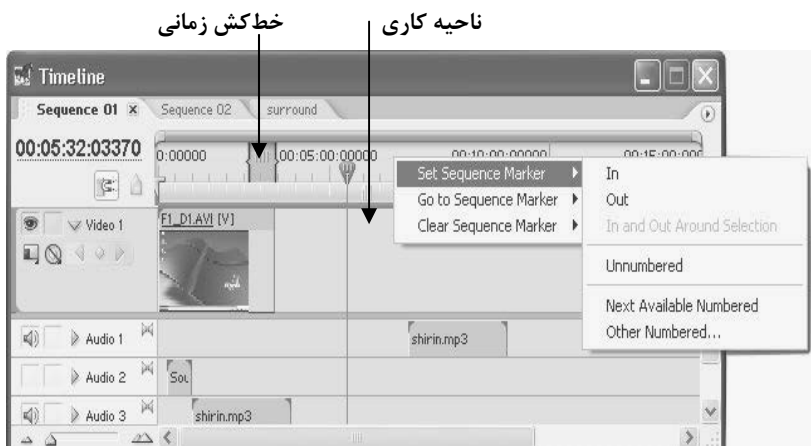 خط‌کش زمانی
ناحیه کاری
Timeline
Sequence 01 Sequence 02 surround
00:05:32:03370
0:00000 00:05:00:00000 00:10:00:00000 00:15:00:000
Set Sequence Marker
Go to Sequence Marker
Clear Sequence Marker
In
Out
In and Out Around Selection
Unnumbered
Next Available Numbered
Other Numbered...
Video 1
F1_D1.AVI [V]
Audio 1
shirin.mp3
Audio 2
Sou
Audio 3
shirin.mp3